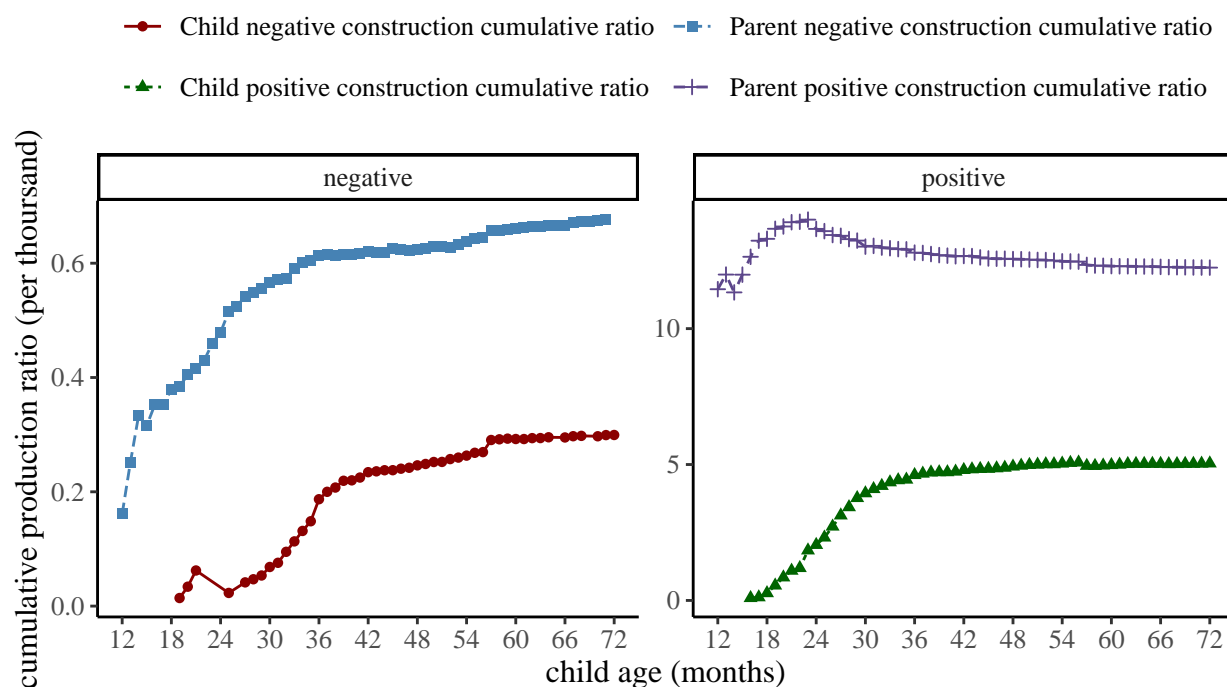 Child negative construction cumulative ratio
Parent negative construction cumulative ratio
Child positive construction cumulative ratio
Parent positive construction cumulative ratio
cumulative production ratio (per thoursand)
negative
positive
0.6
0.4
0.2
0.0
10
5
0
12 18 24 30 36 42 48 54 60 66 72
12 18 24 30 36 42 48 54 60 66 72
child age (months)